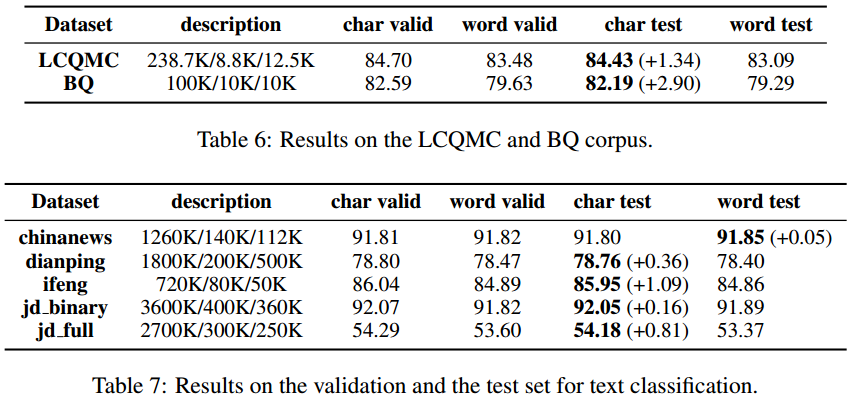 Dataset description char valid word valid char test word test
LCQMC 238.7K/8.8K/12.5K 84.70 83.48 84.43 (+1.34) 83.09
BQ 100K/10K/10K 82.59 79.63 82.19 (+2.90) 79.29
Table 6: Results on the LCQMC and BQ corpus.
Dataset description char valid word valid char test word test
chinanews 1260K/140K/112K 91.81 91.82 91.80 91.85 (+0.05)
dianping 1800K/200K/500K 78.80 78.47 78.76 (+0.36) 78.40
ifeng 720K/80K/50K 86.04 84.89 85.95 (+1.09) 84.86
jd_binary 3600K/400K/360K 92.07 91.82 92.05 (+0.16) 91.89
jd_full 2700K/300K/250K 54.29 53.60 54.18 (+0.81) 53.37
Table 7: Results on the validation and the test set for text classification.